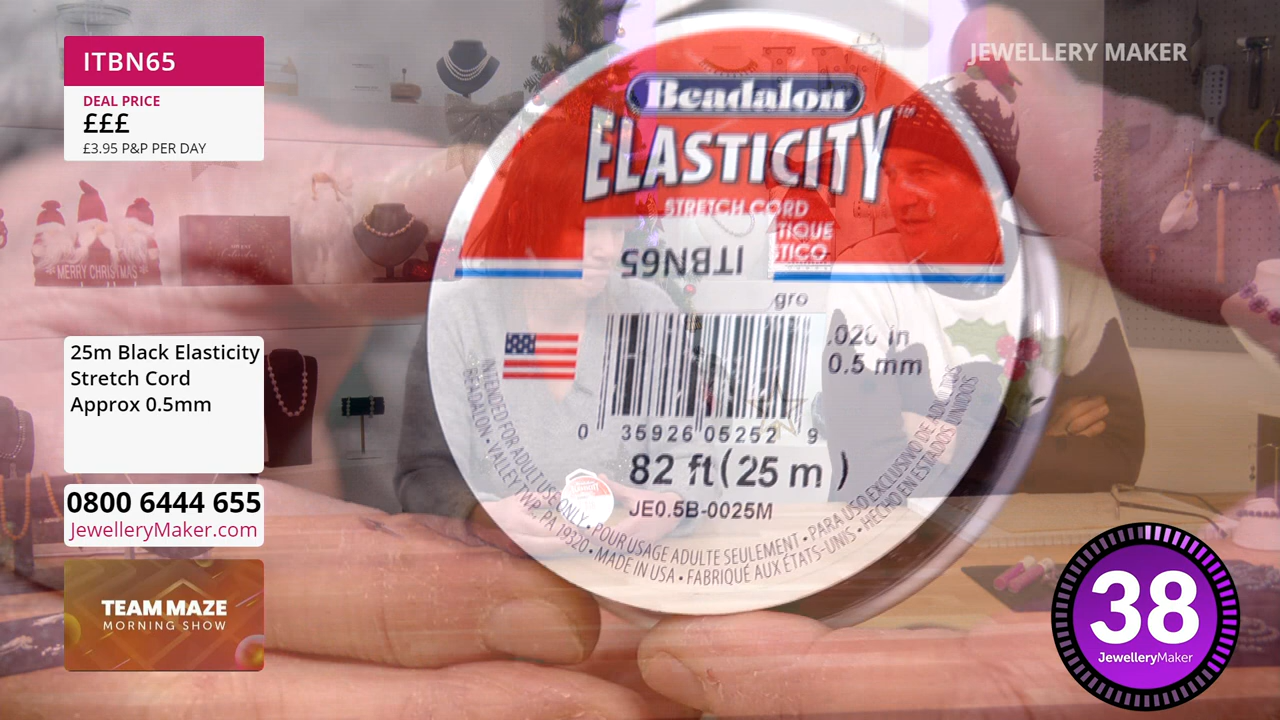 ITBN65
DEAL PRICE
£££
£3.95 P&P PER DAY
JEWELLERY MAKER
Beadalon
ELASTICITY
STRETCH CORD
TIQUE
STICO
ITBN65
gro
.020 in
0.5 mm
0 35926 05252 9
82 ft (25 m)
JE0.5B-0025M
INTENDED FOR ADULT USE ONLY • POUR USAGE ADULTE SEULEMENT • PARA USO EXCLUSIVO DE ADULTOS
BEADALON • VALLEY TWP, PA 19320 • MADE IN USA • FABRIQUÉ AUX ÉTATS-UNIS • HECHO EN ESTADOS UNIDOS
MERRY CHRISTMAS
25m Black Elasticity
Stretch Cord
Approx 0.5mm
0800 6444 655
JewelleryMaker.com
TEAM MAZE
MORNING SHOW
38
JewelleryMaker